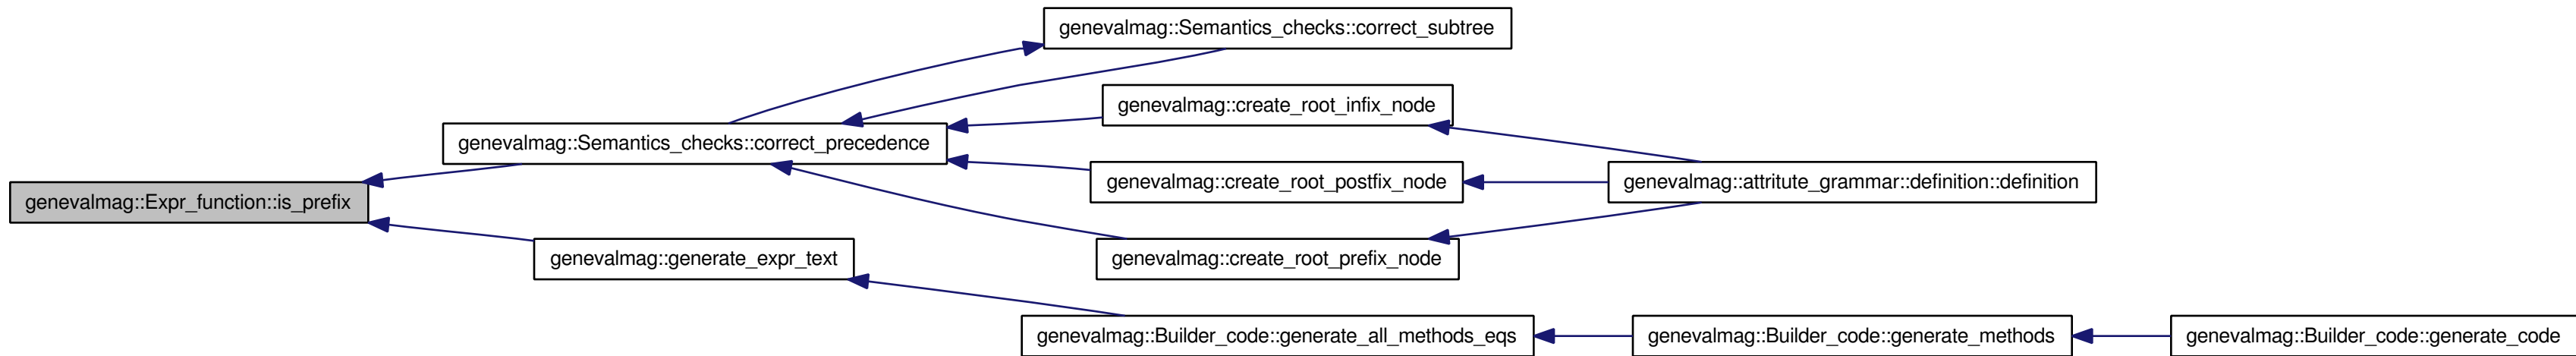 genevalmag::Semantics_checks::correct_subtree
genevalmag::create_root_infix_node
genevalmag::Semantics_checks::correct_precedence
genevalmag::create_root_postfix_node
genevalmag::attritute_grammar::definition::definition
genevalmag::Expr_function::is_prefix
genevalmag::generate_expr_text
genevalmag::create_root_prefix_node
genevalmag::Builder_code::generate_all_methods_eqs
genevalmag::Builder_code::generate_methods
genevalmag::Builder_code::generate_code